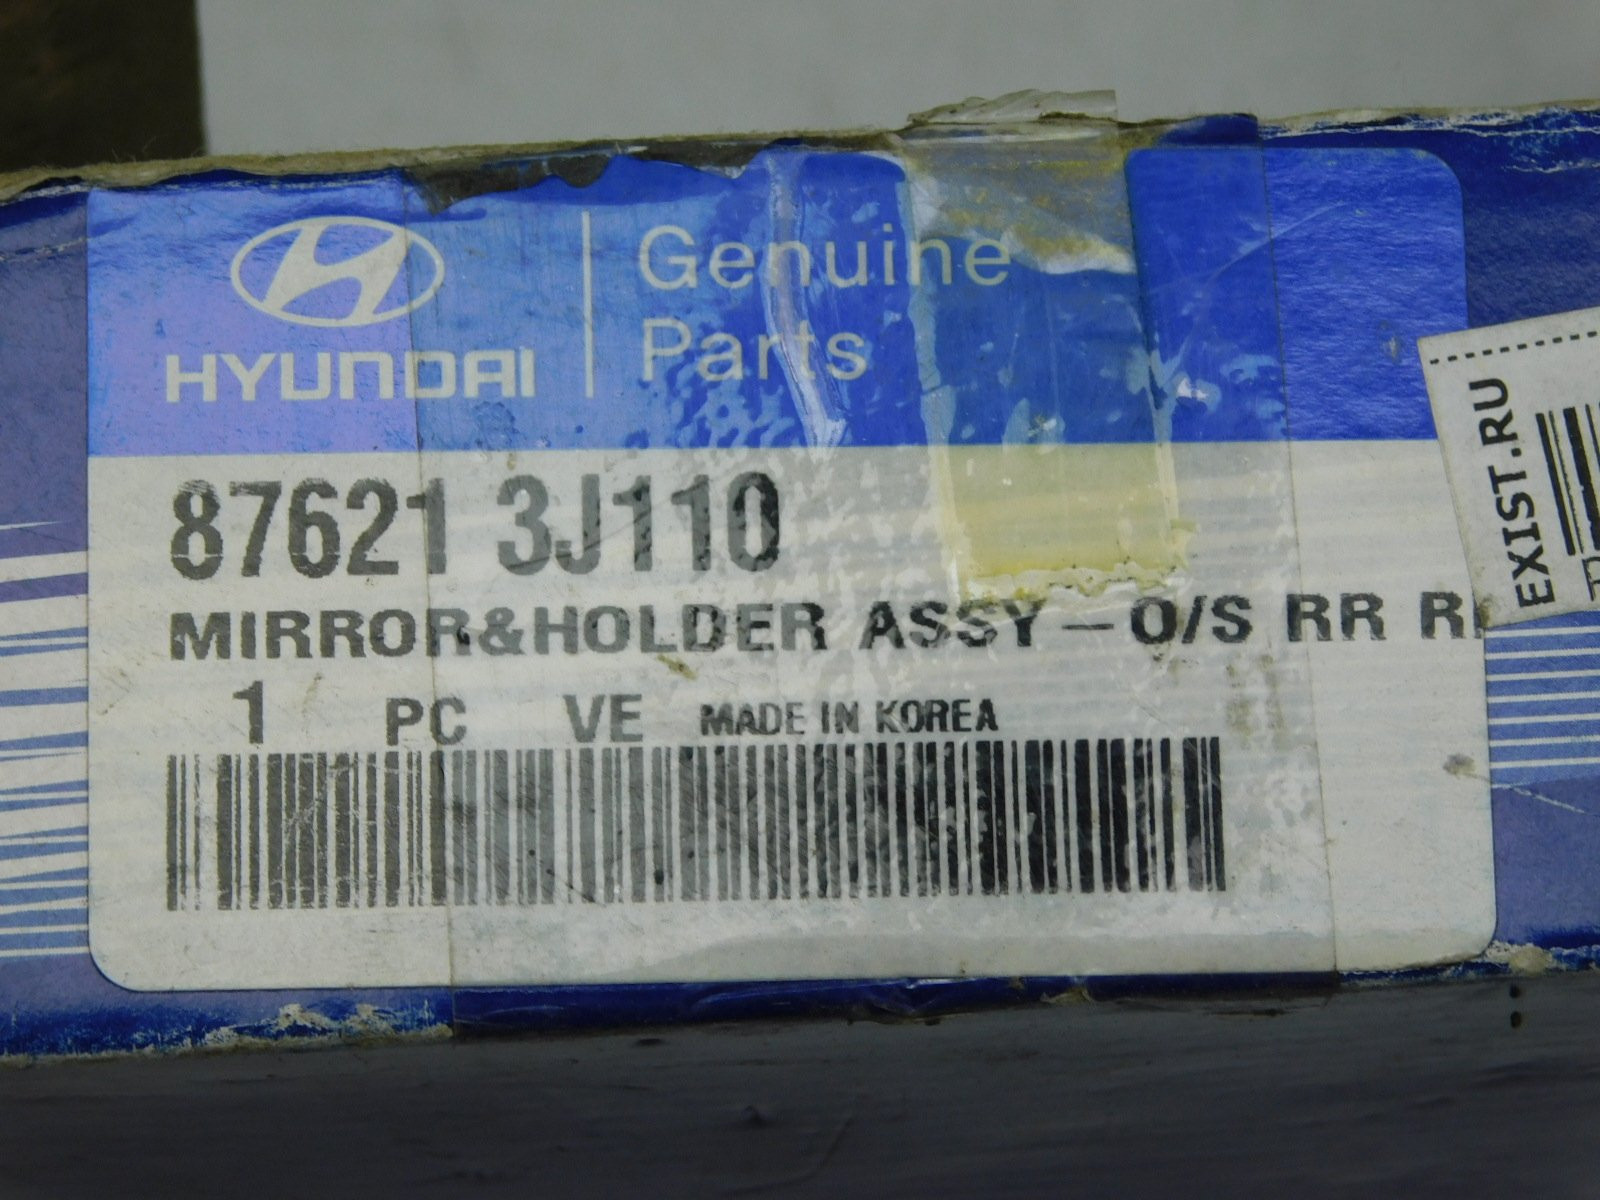 HYUNDAI
Genuine
Parts
87621 3J110
MIRROR&HOLDER ASSY-O/S RR
1 PC VE MADE IN KOREA
EXIST.RU